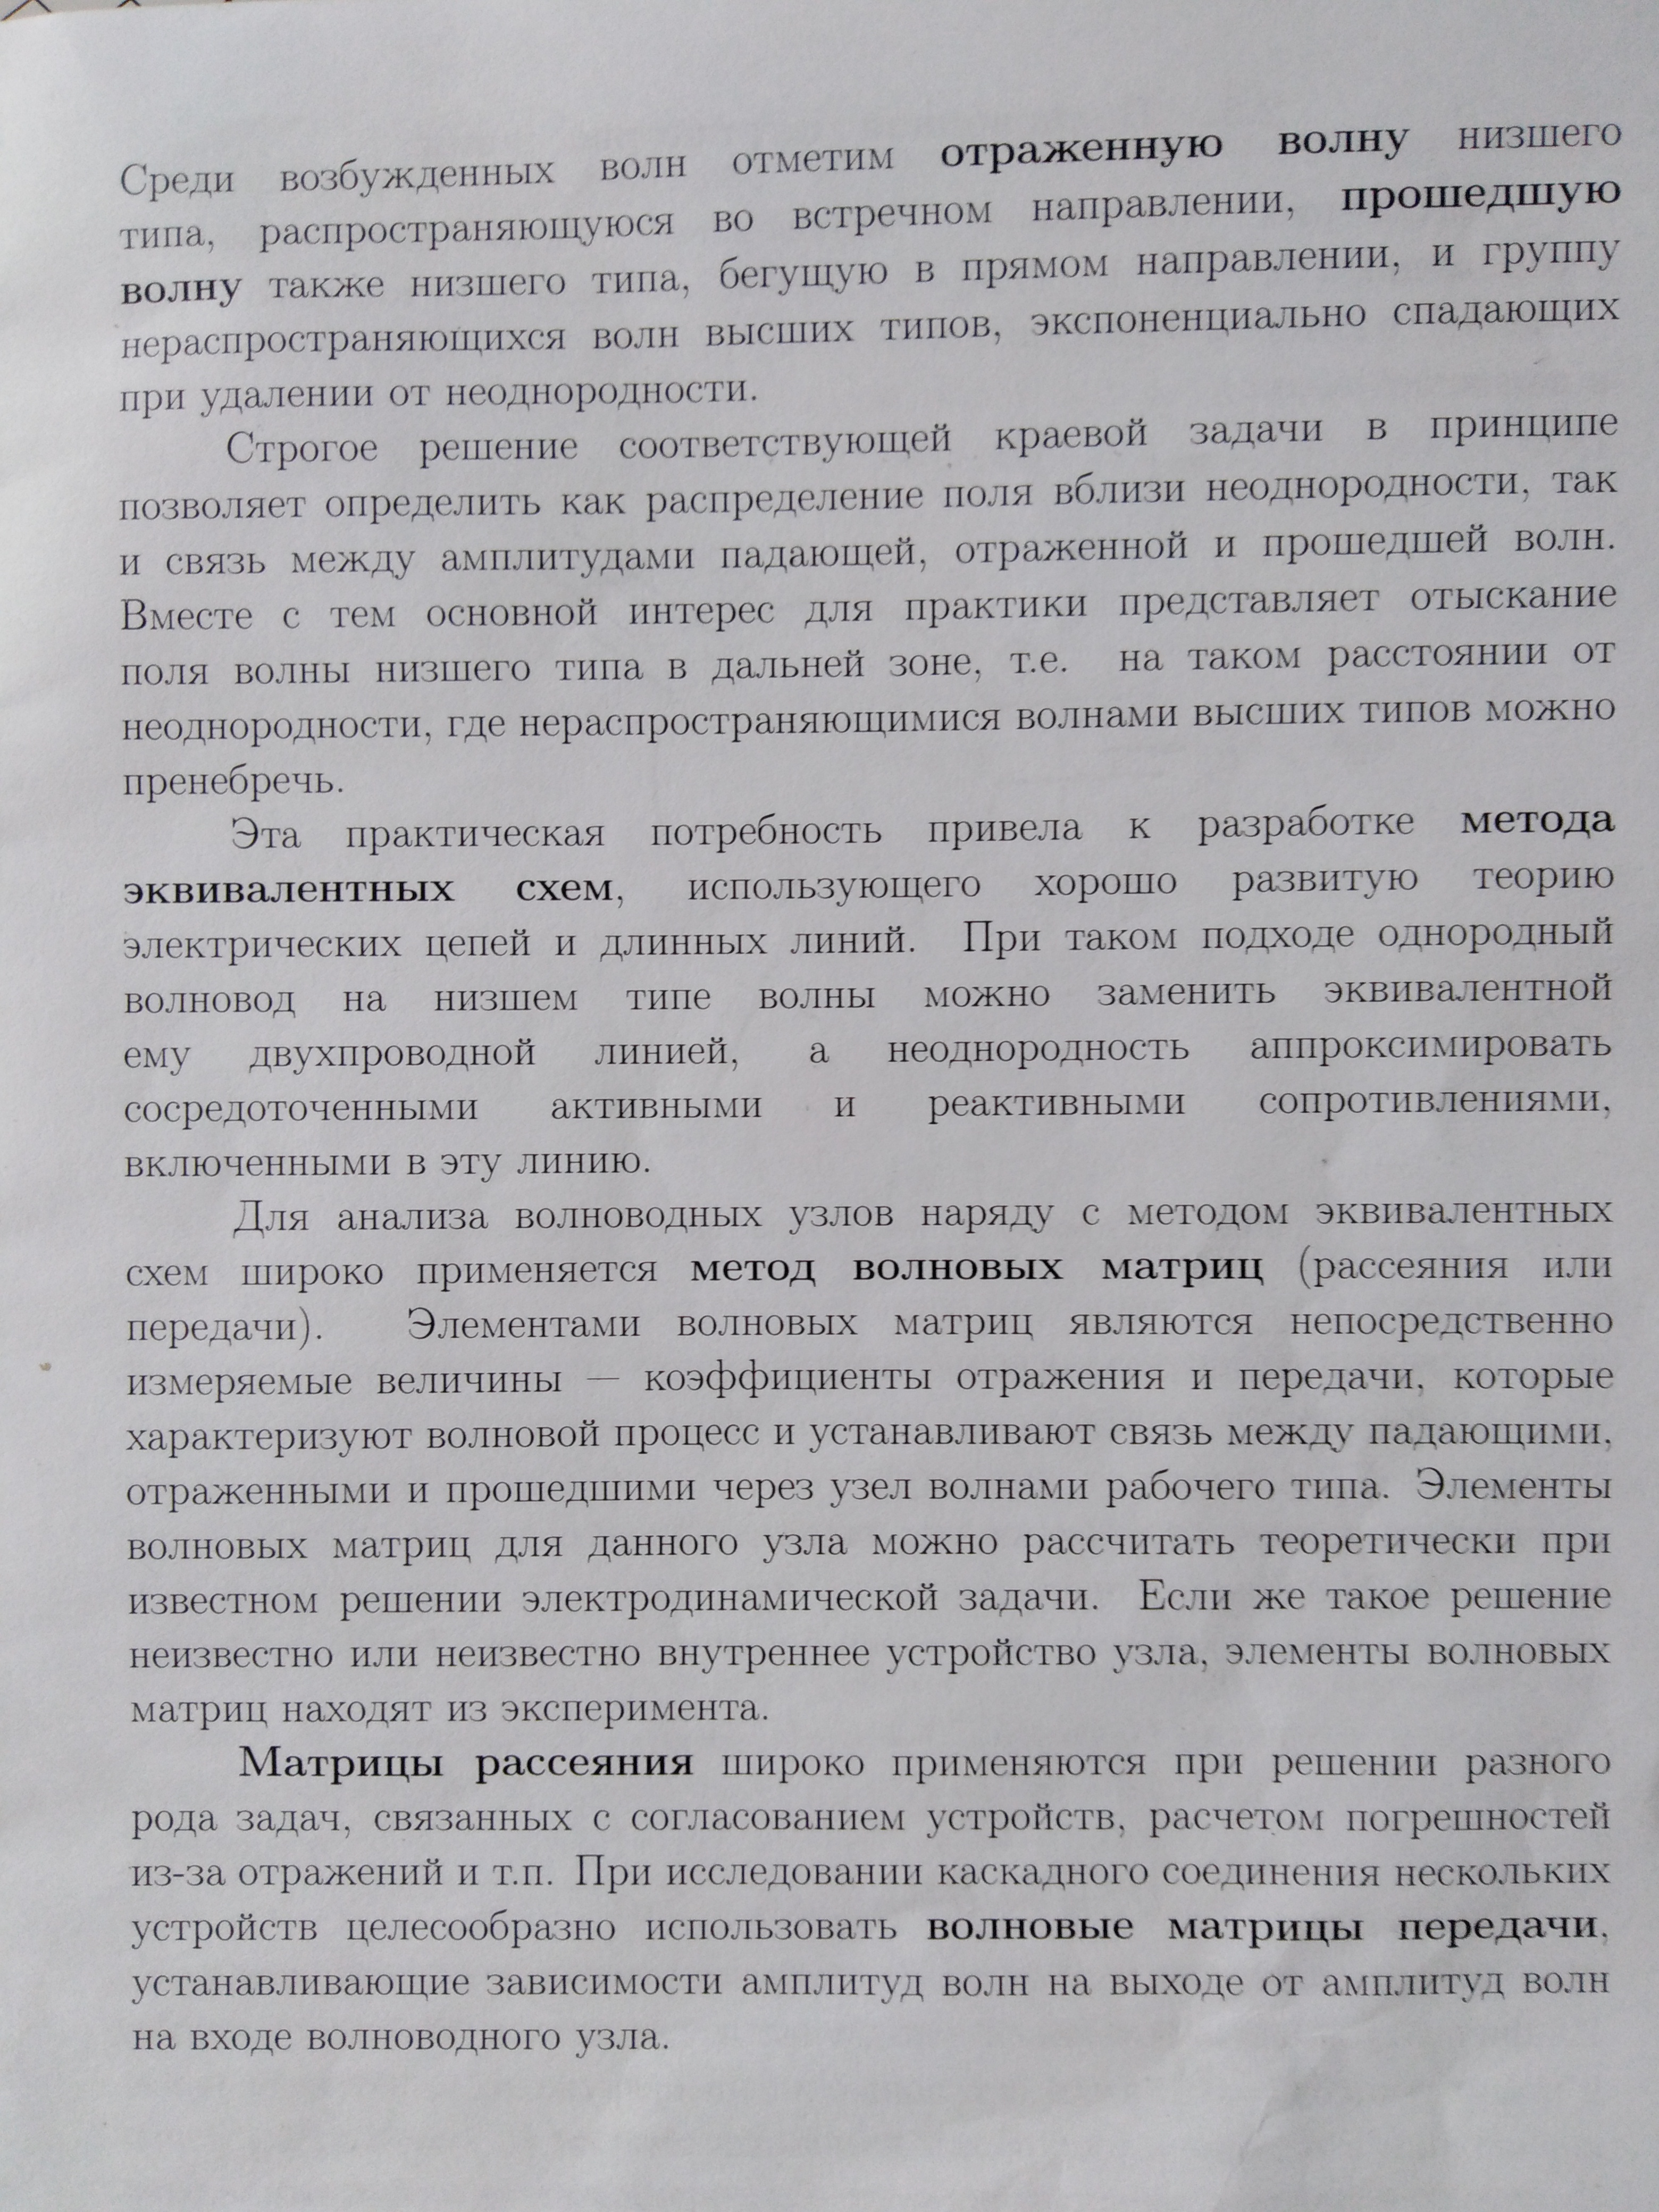 Среди возбужденных волн отметим отраженную волну низшего
типа, распространяющуюся во встречном направлении, прошедшую
волну также низшего типа, бегущую в прямом направлении, и группу
нераспространяющихся волн высших типов, экспоненциально спадающих
при удалении от неоднородности.
Строгое решение соответствующей краевой задачи в принципе
позволяет определить как распределение поля вблизи неоднородности, так
и связь между амплитудами падающей, отраженной и прошедшей волн.
Вместе с тем основной интерес для практики представляет отыскание
поля волны низшего типа в дальней зоне, т.е. на таком расстоянии от
неоднородности, где нераспространяющимися волнами высших типов можно
пренебречь.
Эта практическая потребность привела к разработке метода
эквивалентных схем, использующего хорошо развитую теорию
электрических цепей и длинных линий. При таком подходе однородный
волновод на низшем типе волны можно заменить эквивалентной
ему двухпроводной линией, а неоднородность аппроксимировать
сосредоточенными активными и реактивными сопротивлениями,
включенными в эту линию.
Для анализа волноводных узлов наряду с методом эквивалентных
схем широко применяется метод волновых матриц (рассеяния или
передачи). Элементами волновых матриц являются непосредственно
измеряемые величины — коэффициенты отражения и передачи, которые
характеризуют волновой процесс и устанавливают связь между падающими,
отраженными и прошедшими через узел волнами рабочего типа. Элементы
волновых матриц для данного узла можно рассчитать теоретически при
известном решении электродинамической задачи. Если же такое решение
неизвестно или неизвестно внутреннее устройство узла, элементы волновых
матриц находят из эксперимента.
Матрицы рассеяния широко применяются при решении разного
рода задач, связанных с согласованием устройств, расчетом погрешностей
из-за отражений и т.п. При исследовании каскадного соединения нескольких
устройств целесообразно использовать волновые матрицы передачи,
устанавливающие зависимости амплитуд волн на выходе от амплитуд волн
на входе волноводного узла.